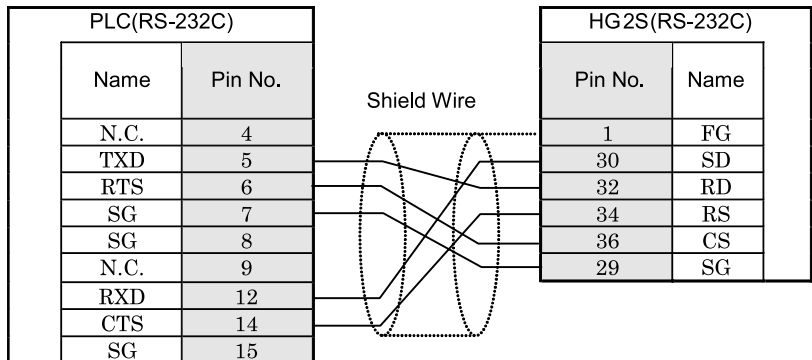 PLC(RS-232C)
HG2S(RS-232C)
Name Pin No.
Pin No. Name
Shield Wire
N.C. 4
1 FG
TXD 5
30 SD
RTS 6
32 RD
SG 7
34 RS
SG 8
36 CS
N.C. 9
29 SG
RXD 12
CTS 14
SG 15